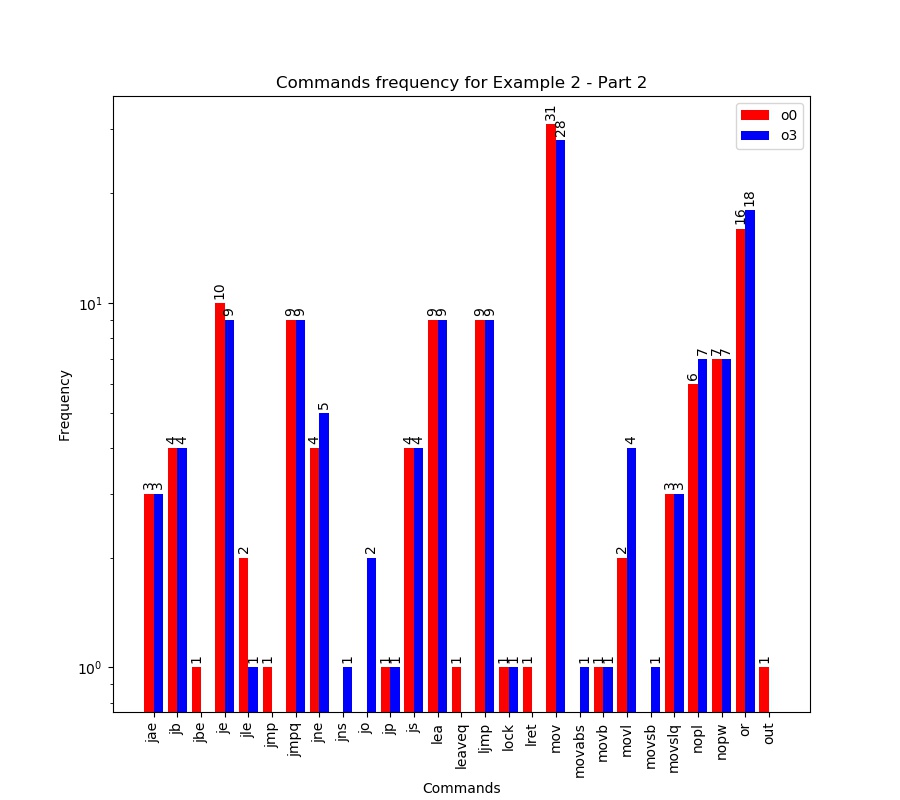 Commands frequency for Example 2 - Part 2
o0
o3
Frequency
10¹
10⁰
3 3 4 4 1 10 9 2 1 1 9 9 4 5 1 2 1 1 4 4 9 9 1 9 9 1 1 1 31 28 1 1 1 2 4 1 3 3 6 7 7 7 16 18 1
jae jb jbe je jle jmp jmpq jne jns jo jp js lea leaveq ljmp lock lret mov movabs movb movl movsb movslq nopl nopw or out
Commands